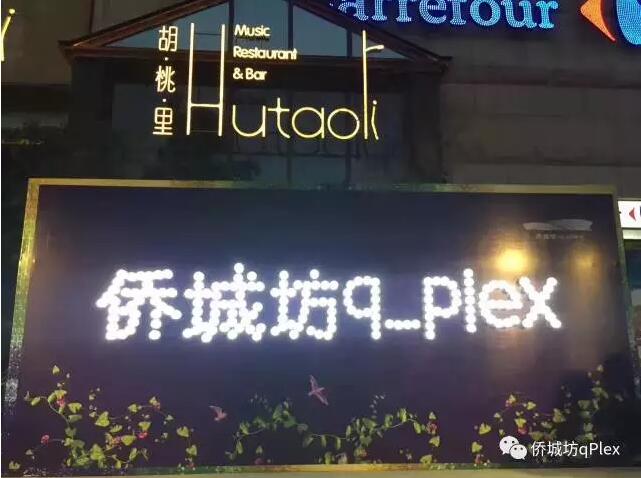 Carrefour
胡·桃·里
Music
Restaurant
& Bar
Hutaoli
侨城坊q_plex
侨城坊qPlex